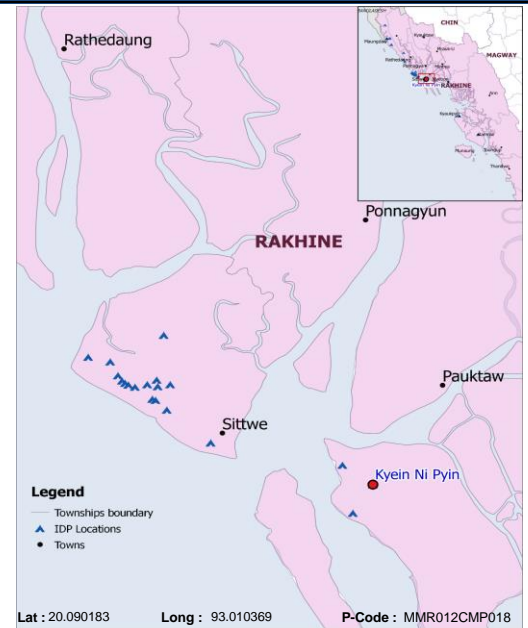 Rathedaung
CHIN
MAGWAY
RAKHINE
Ponnagyun
RAKHINE
Pauktaw
Sittwe
Kyein Ni Pyin
Legend
Townships boundary
IDP Locations
Towns
Lat : 20.090183 Long : 93.010369 P-Code : MMR012CMP018